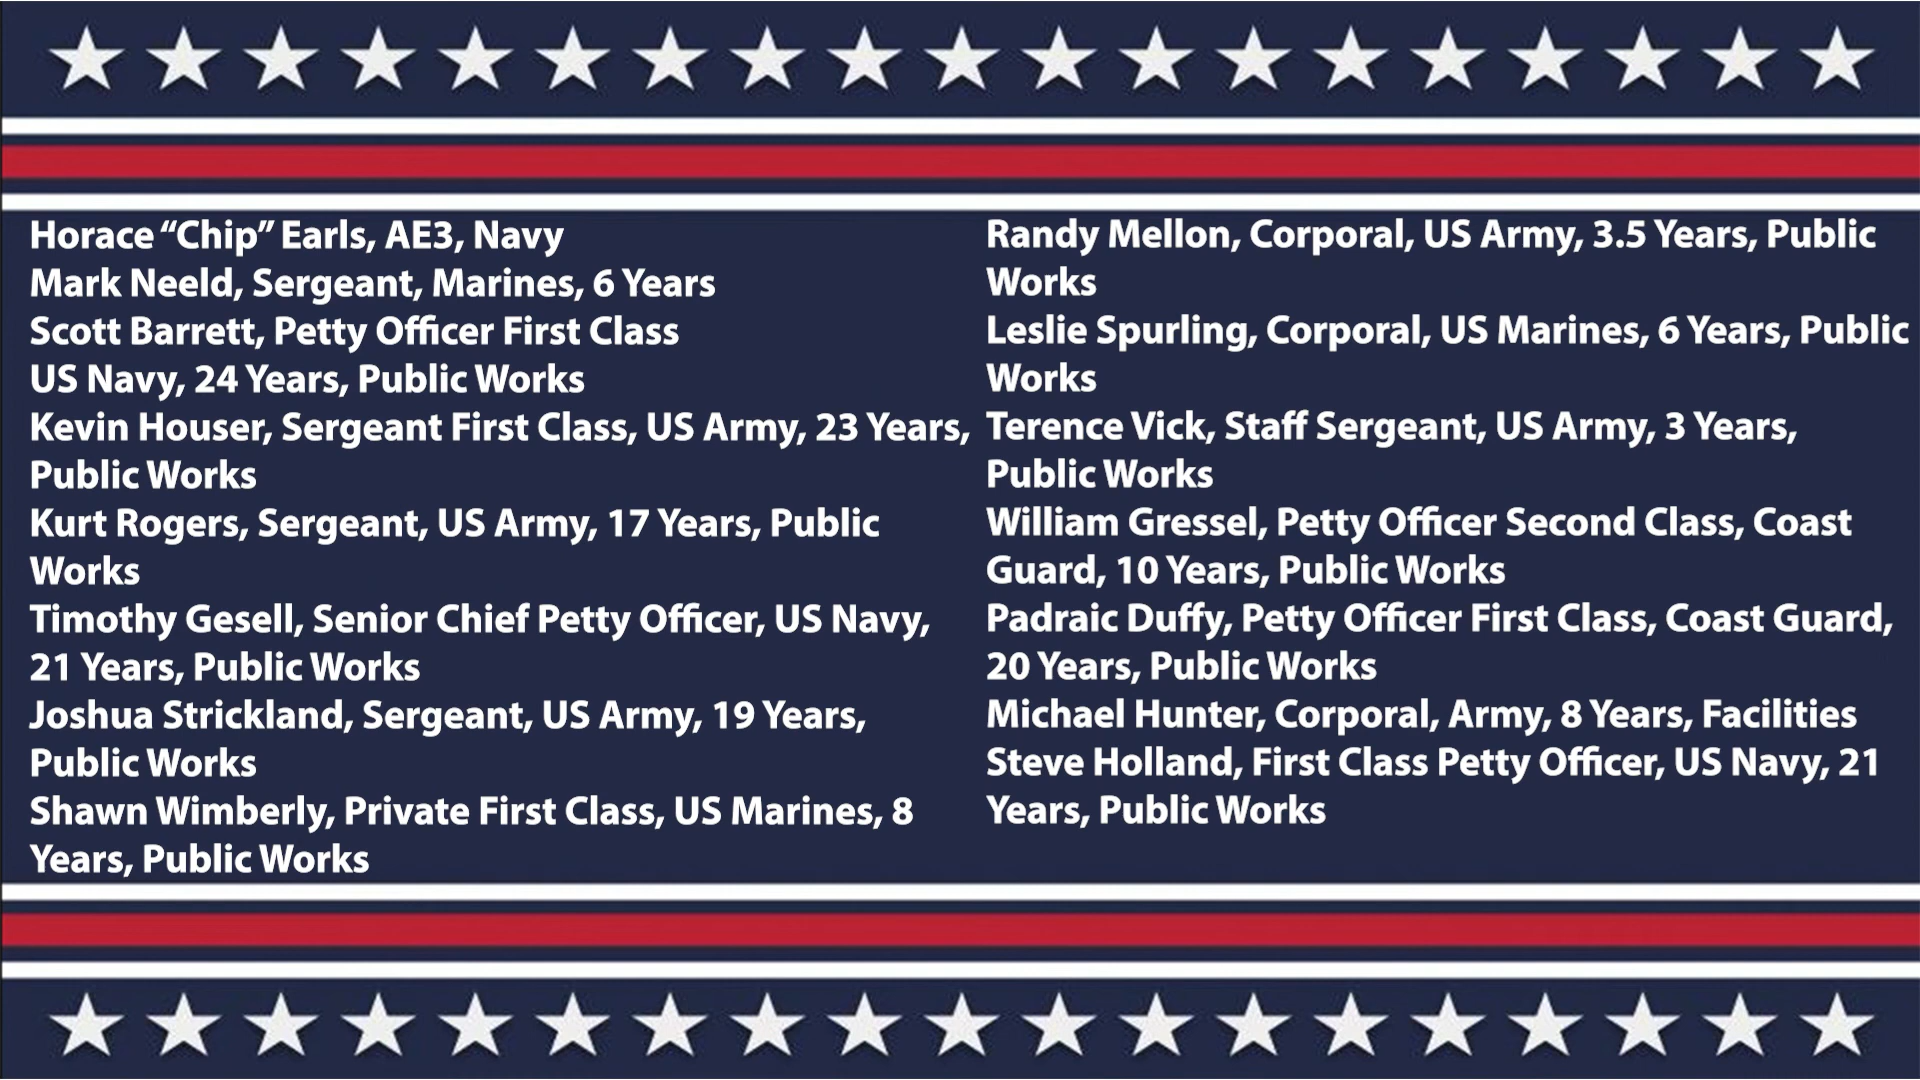 Horace “Chip” Earls, AE3, Navy
Mark Neeld, Sergeant, Marines, 6 Years
Scott Barrett, Petty Officer First Class
US Navy, 24 Years, Public Works
Kevin Houser, Sergeant First Class, US Army, 23 Years,
Public Works
Kurt Rogers, Sergeant, US Army, 17 Years, Public
Works
Timothy Gesell, Senior Chief Petty Officer, US Navy,
21 Years, Public Works
Joshua Strickland, Sergeant, US Army, 19 Years,
Public Works
Shawn Wimberly, Private First Class, US Marines, 8
Years, Public Works
Randy Mellon, Corporal, US Army, 3.5 Years, Public
Works
Leslie Spurling, Corporal, US Marines, 6 Years, Public
Works
Terence Vick, Staff Sergeant, US Army, 3 Years,
Public Works
William Gressel, Petty Officer Second Class, Coast
Guard, 10 Years, Public Works
Padraic Duffy, Petty Officer First Class, Coast Guard,
20 Years, Public Works
Michael Hunter, Corporal, Army, 8 Years, Facilities
Steve Holland, First Class Petty Officer, US Navy, 21
Years, Public Works